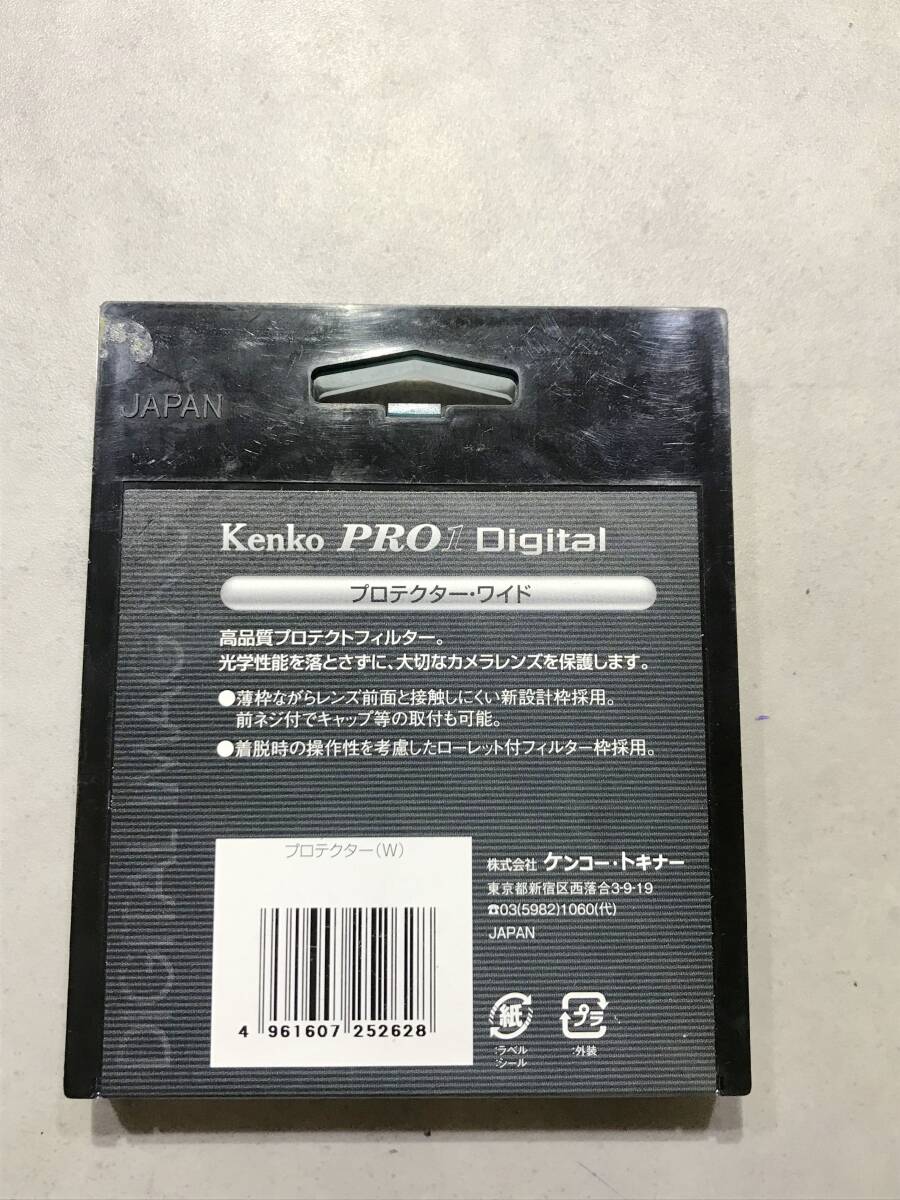 JAPAN
Kenko PRO1 Digital
プロテクター・ワイド
高品質プロテクトフィルター。
光学性能を落とさずに、大切なカメラレンズを保護します。
●薄枠ながらレンズ前面と接触しにくい新設計枠採用。
前ネジ付でキャップ等の取付も可能。
●着脱時の操作性を考慮したローレット付フィルター枠採用。
DIGITAL IMAGING
プロテクター(W)
4 961607 252628
株式会社 ケンコー・トキナー
東京都新宿区西落合3-9-19
☎03(5982)1060(代)
JAPAN
紙
:ラベル
:シール
プラ
:外装